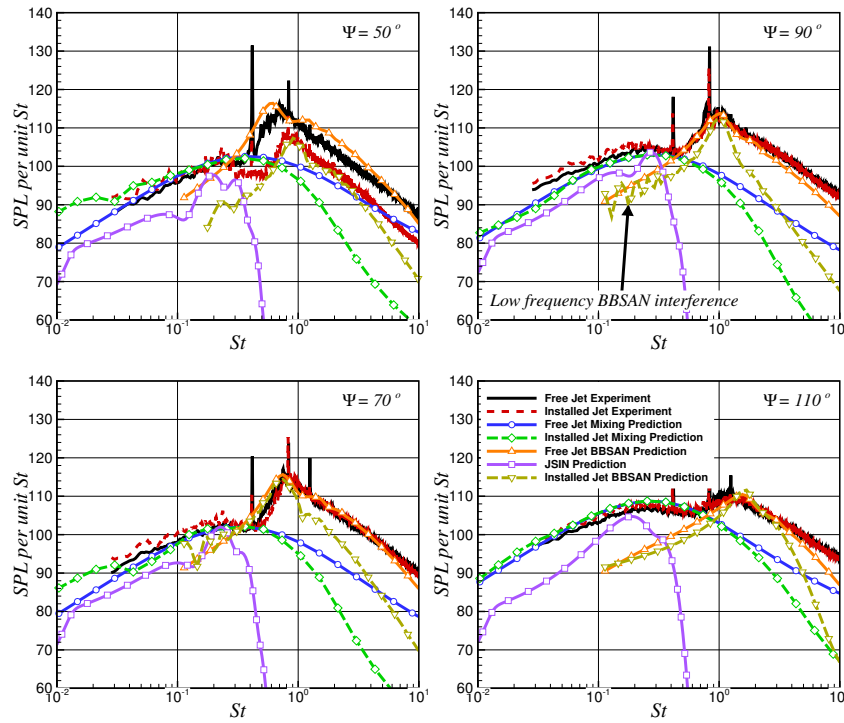 Ψ = 50 °
SPL per unit St
140
130
120
110
100
90
80
70
60
10-2
10-1
100
101
St
Ψ = 90 °
SPL per unit St
140
130
120
110
100
90
80
70
60
Low frequency BBSAN interference
10-2
10-1
100
101
St
Ψ = 70 °
SPL per unit St
140
130
120
110
100
90
80
70
60
10-2
10-1
100
101
St
Ψ = 110 °
SPL per unit St
140
130
120
110
100
90
80
70
60
Free Jet Experiment
Installed Jet Experiment
Free Jet Mixing Prediction
Installed Jet Mixing Prediction
Free Jet BBSAN Prediction
JSIN Prediction
Installed Jet BBSAN Prediction
10-2
10-1
100
101
St